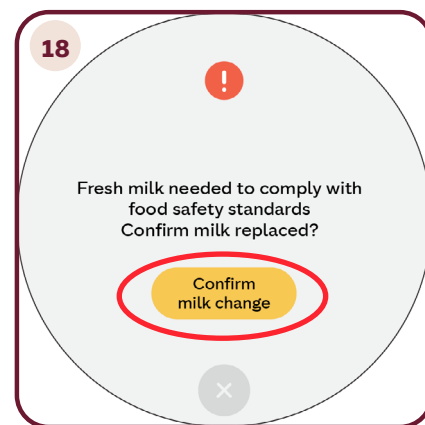 18
!
Fresh milk needed to comply with
food safety standards
Confirm milk replaced?
Confirm
milk change